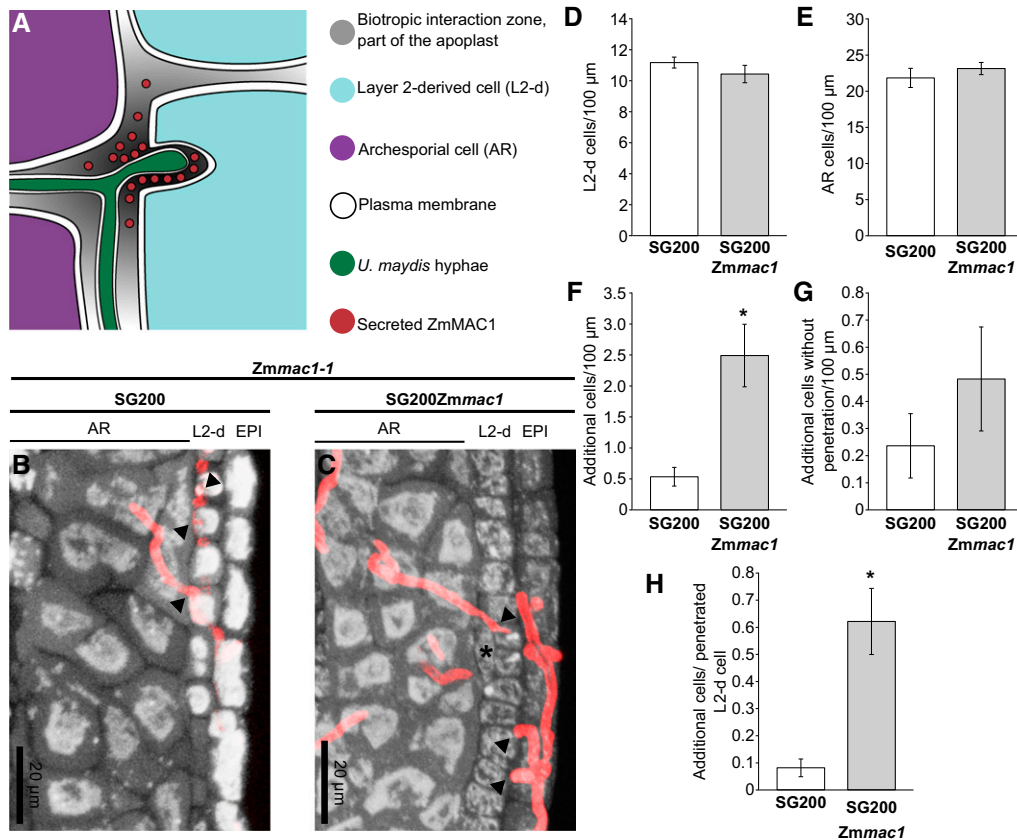 A
Biotropic interaction zone,
part of the apoplast
Layer 2-derived cell (L2-d)
Archesporial cell (AR)
Plasma membrane
U. maydis hyphae
Secreted ZmMAC1
Zmmac1-1
SG200
SG200Zmmac1
AR
L2-d
EPI
AR
L2-d
EPI
B
20 µm
C
*
20 µm
D
L2-d cells/100 µm
14
12
10
8
6
4
2
0
SG200
SG200
Zmmac1
E
AR cells/100 µm
30
25
20
15
10
5
0
SG200
SG200
Zmmac1
F
Additional cells/100 µm
3.5
3.0
2.5
2.0
1.5
1.0
0.5
0
*
SG200
SG200
Zmmac1
G
Additional cells without
penetration/100 µm
0.8
0.7
0.6
0.5
0.4
0.3
0.2
0.1
0
SG200
SG200
Zmmac1
H
Additional cells/ penetrated
L2-d cell
0.8
0.7
0.6
0.5
0.4
0.3
0.2
0.1
0
*
SG200
SG200
Zmmac1